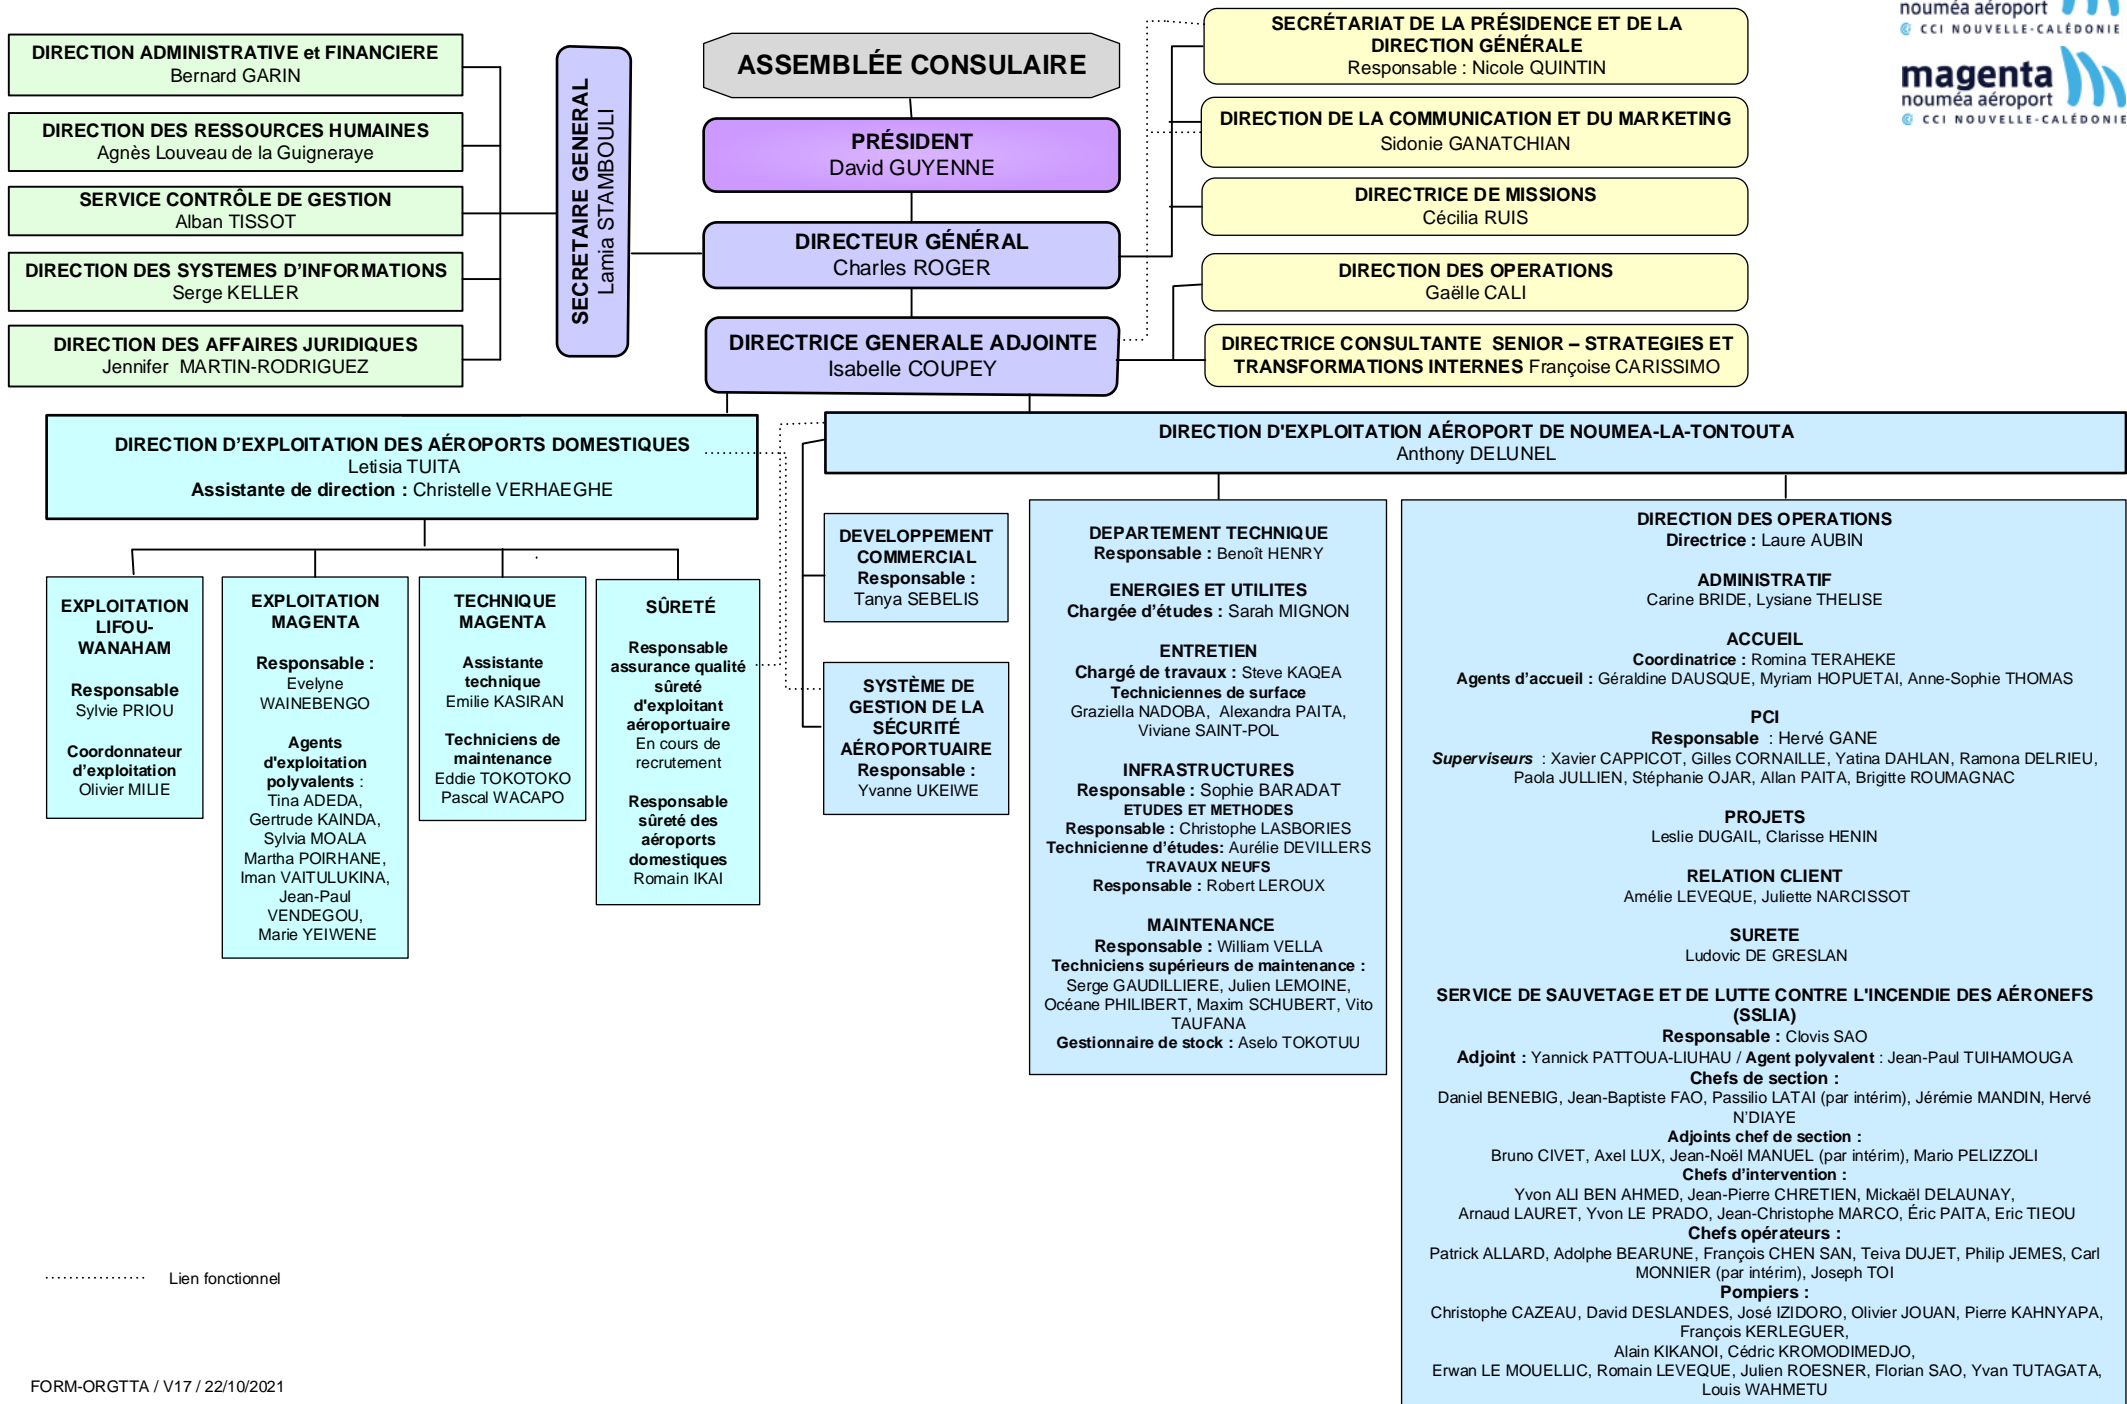 nouméa aéroport
CCI NOUVELLE-CALÉDONIE
magenta
nouméa aéroport
CCI NOUVELLE-CALÉDONIE
ASSEMBLÉE CONSULAIRE
PRÉSIDENT
David GUYENNE
DIRECTEUR GÉNÉRAL
Charles ROGER
DIRECTRICE GENERALE ADJOINTE
Isabelle COUPEY
SECRETAIRE GENERAL
Lamia STAMBOULI
DIRECTION ADMINISTRATIVE et FINANCIERE
Bernard GARIN
DIRECTION DES RESSOURCES HUMAINES
Agnès Louveau de la Guigneraye
SERVICE CONTRÔLE DE GESTION
Alban TISSOT
DIRECTION DES SYSTEMES D'INFORMATIONS
Serge KELLER
DIRECTION DES AFFAIRES JURIDIQUES
Jennifer MARTIN-RODRIGUEZ
SECRÉTARIAT DE LA PRÉSIDENCE ET DE LA
DIRECTION GÉNÉRALE
Responsable : Nicole QUINTIN
DIRECTION DE LA COMMUNICATION ET DU MARKETING
Sidonie GANATCHIAN
DIRECTRICE DE MISSIONS
Cécilia RUIS
DIRECTION DES OPERATIONS
Gaëlle CALI
DIRECTRICE CONSULTANTE SENIOR – STRATEGIES ET
TRANSFORMATIONS INTERNES Françoise CARISSIMO
DIRECTION D'EXPLOITATION DES AÉROPORTS DOMESTIQUES
Letisia TUITA
Assistante de direction : Christelle VERHAEGHE
EXPLOITATION
LIFOU-
WANAHAM
Responsable
Sylvie PRIOU
Coordonnateur
d'exploitation
Olivier MILIE
EXPLOITATION
MAGENTA
Responsable :
Evelyne
WAINEBENGO
Agents
d'exploitation
polyvalents :
Tina ADEDA,
Gertrude KAINDA,
Sylvia MOALA
Martha POIRHANE,
Iman VAITULUKINA,
Jean-Paul
VENDEGOU,
Marie YEIWENE
TECHNIQUE
MAGENTA
Assistante
technique
Emilie KASIRAN
Techniciens de
maintenance
Eddie TOKOTOKO
Pascal WACAPO
SÛRETÉ
Responsable
assurance qualité
sûreté
d'exploitant
aéroportuaire
En cours de
recrutement
Responsable
sûreté des
aéroports
domestiques
Romain IKAI
DIRECTION D'EXPLOITATION AÉROPORT DE NOUMEA-LA-TONTOUTA
Anthony DELUNEL
DEVELOPPEMENT
COMMERCIAL
Responsable :
Tanya SEBELIS
SYSTÈME DE
GESTION DE LA
SÉCURITÉ
AÉROPORTUAIRE
Responsable :
Yvanne UKEIWE
DEPARTEMENT TECHNIQUE
Responsable : Benoît HENRY
ENERGIES ET UTILITES
Chargée d'études : Sarah MIGNON
ENTRETIEN
Chargé de travaux : Steve KAQEA
Techniciennes de surface
Graziella NADOBA, Alexandra PAITA,
Viviane SAINT-POL
INFRASTRUCTURES
Responsable : Sophie BARADAT
ETUDES ET METHODES
Responsable : Christophe LASBORIES
Technicienne d'études: Aurélie DEVILLERS
TRAVAUX NEUFS
Responsable : Robert LEROUX
MAINTENANCE
Responsable : William VELLA
Techniciens supérieurs de maintenance :
Serge GAUDILLIERE, Julien LEMOINE,
Océane PHILIBERT, Maxim SCHUBERT, Vito
TAUFANA
Gestionnaire de stock : Aselo TOKOTUU
DIRECTION DES OPERATIONS
Directrice : Laure AUBIN
ADMINISTRATIF
Carine BRIDE, Lysiane THELISE
ACCUEIL
Coordinatrice : Romina TERAHEKE
Agents d'accueil : Géraldine DAUSQUE, Myriam HOPUETAI, Anne-Sophie THOMAS
PCI
Responsable : Hervé GANE
Superviseurs : Xavier CAPPICOT, Gilles CORNAILLE, Yatina DAHLAN, Ramona DELRIEU,
Paola JULLIEN, Stéphanie OJAR, Allan PAITA, Brigitte ROUMAGNAC
PROJETS
Leslie DUGAIL, Clarisse HENIN
RELATION CLIENT
Amélie LEVEQUE, Juliette NARCISSOT
SURETE
Ludovic DE GRESLAN
SERVICE DE SAUVETAGE ET DE LUTTE CONTRE L'INCENDIE DES AÉRONEFS
(SSLIA)
Responsable : Clovis SAO
Adjoint : Yannick PATTOUA-LIUHAU / Agent polyvalent : Jean-Paul TUIHAMOUGA
Chefs de section :
Daniel BENEBIG, Jean-Baptiste FAO, Passilio LATAI (par intérim), Jérémie MANDIN, Hervé
N'DIAYE
Adjoints chef de section :
Bruno CIVET, Axel LUX, Jean-Noël MANUEL (par intérim), Mario PELIZZOLI
Chefs d'intervention :
Yvon ALI BEN AHMED, Jean-Pierre CHRETIEN, Mickaël DELAUNAY,
Arnaud LAURET, Yvon LE PRADO, Jean-Christophe MARCO, Éric PAITA, Eric TIEOU
Chefs opérateurs :
Patrick ALLARD, Adolphe BEARUNE, François CHEN SAN, Teiva DUJET, Philip JEMES, Carl
MONNIER (par intérim), Joseph TOI
Pompiers :
Christophe CAZEAU, David DESLANDES, José IZIDORO, Olivier JOUAN, Pierre KAHNYAPA,
François KERLEGUER,
Alain KIKANOI, Cédric KROMODIMEDJO,
Erwan LE MOUELLIC, Romain LEVEQUE, Julien ROESNER, Florian SAO, Yvan TUTAGATA,
Louis WAHMETU
Lien fonctionnel
FORM-ORGTTA / V17 / 22/10/2021